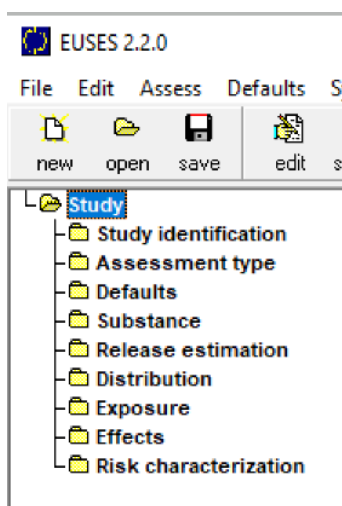 EUSES 2.2.0
File Edit Assess Defaults
new open save edit
Study
Study identification
Assessment type
Defaults
Substance
Release estimation
Distribution
Exposure
Effects
Risk characterization